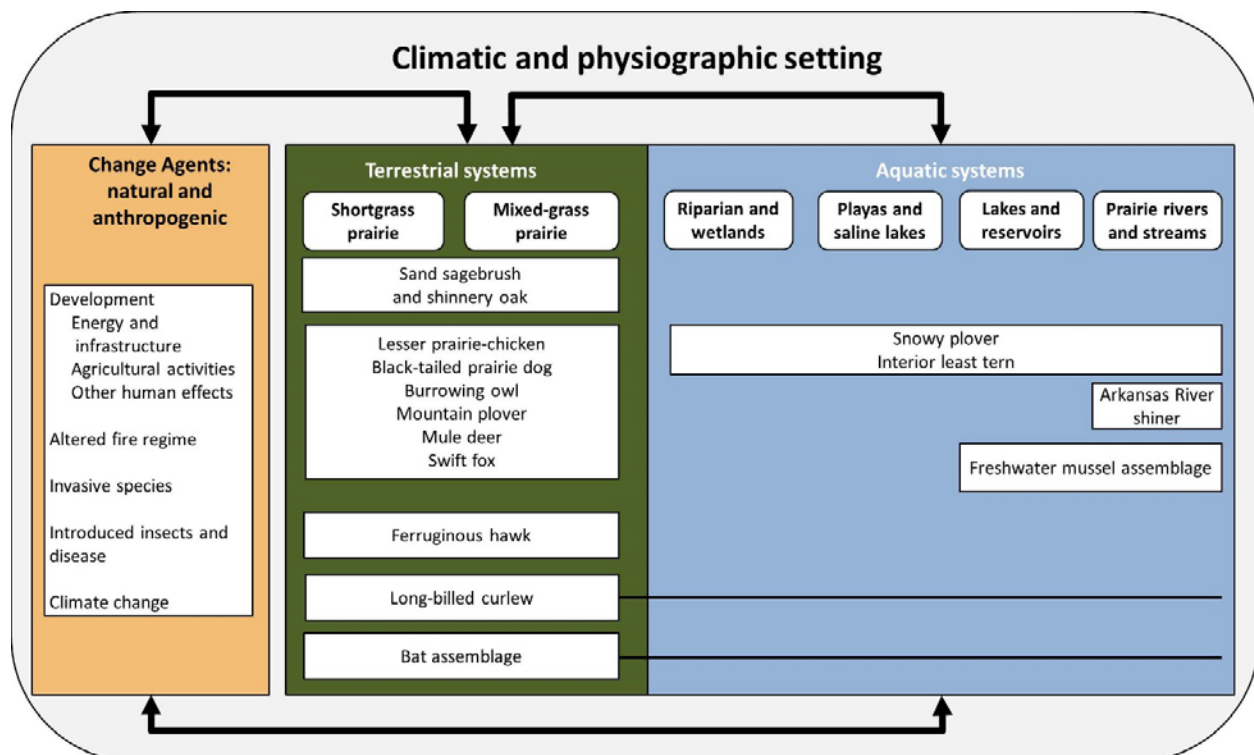 Climatic and physiographic setting
Change Agents:
natural and
anthropogenic
Development
Energy and
infrastructure
Agricultural activities
Other human effects
Altered fire regime
Invasive species
Introduced insects and
disease
Climate change
Terrestrial systems
Shortgrass
prairie
Mixed-grass
prairie
Sand sagebrush
and shinnery oak
Lesser prairie-chicken
Black-tailed prairie dog
Burrowing owl
Mountain plover
Mule deer
Swift fox
Ferruginous hawk
Long-billed curlew
Bat assemblage
Aquatic systems
Riparian and
wetlands
Playas and
saline lakes
Lakes and
reservoirs
Prairie rivers
and streams
Snowy plover
Interior least tern
Arkansas River
shiner
Freshwater mussel assemblage